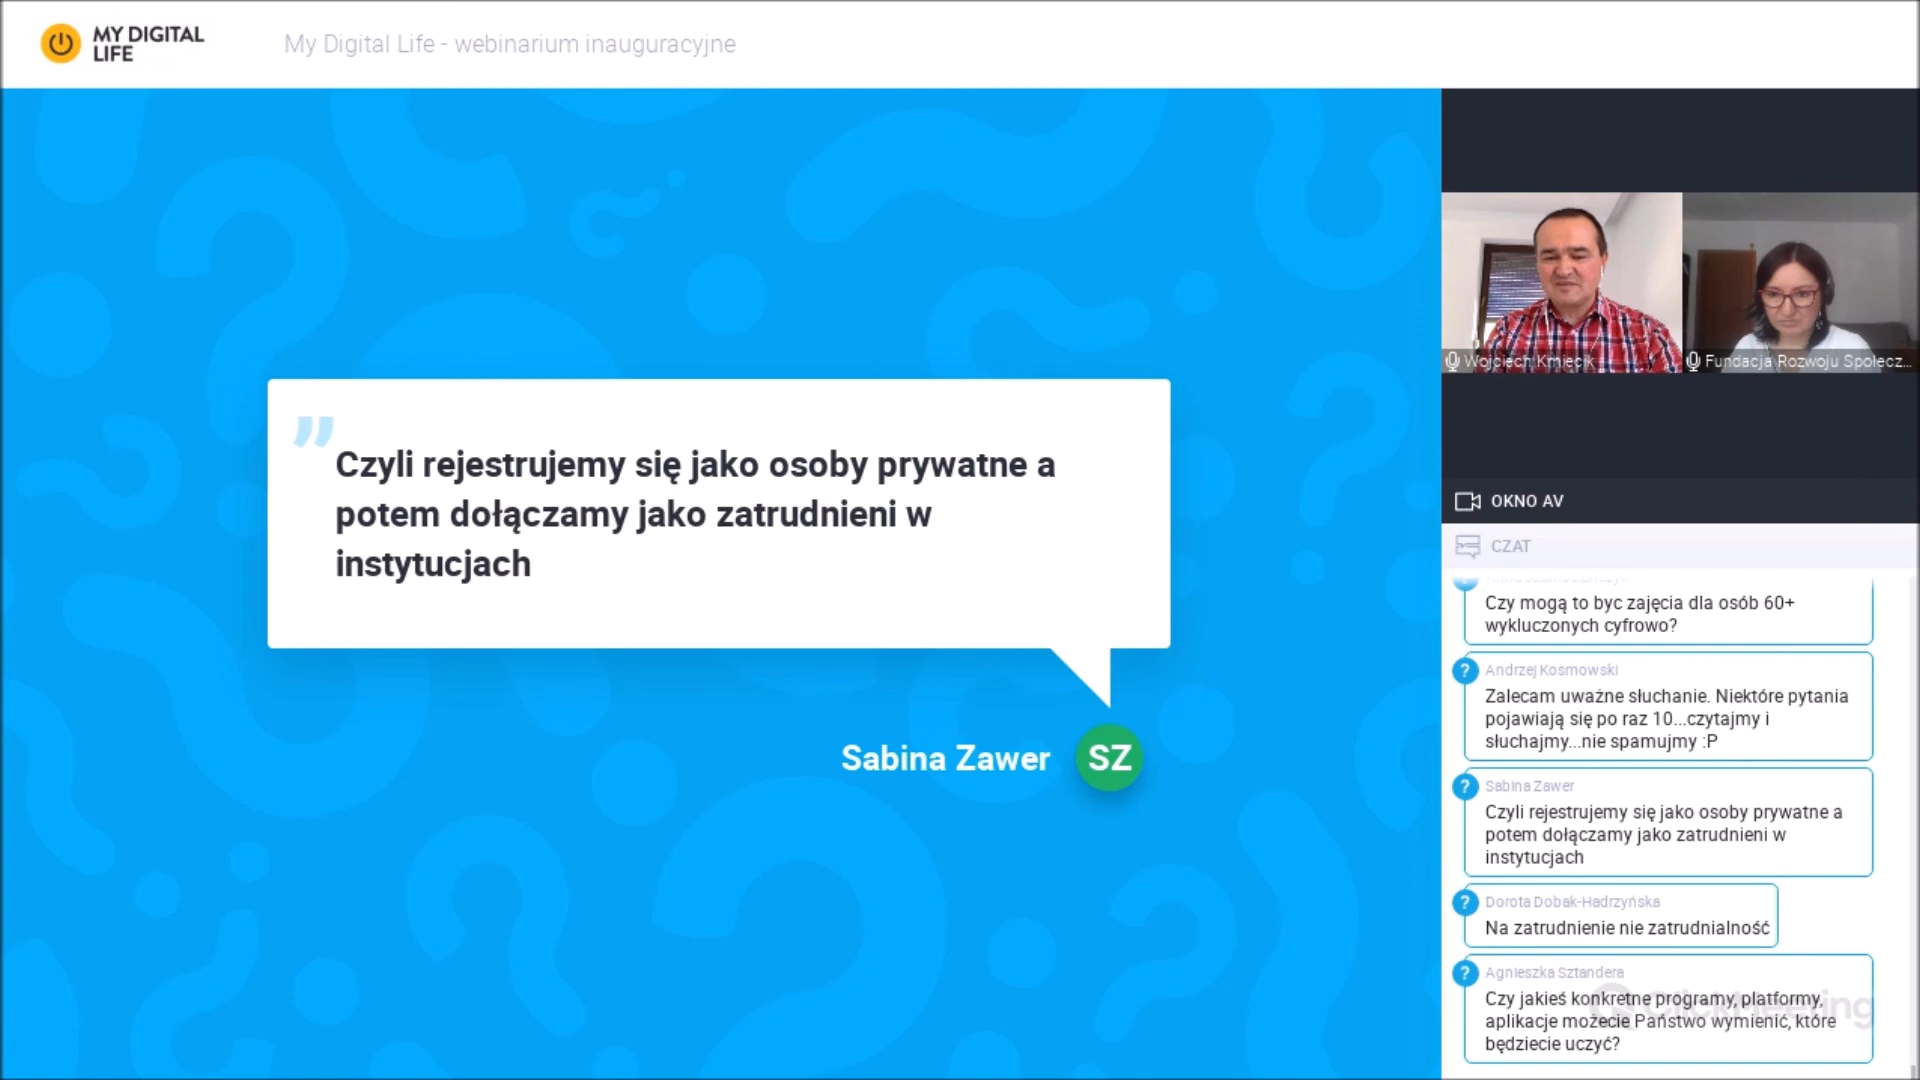 MY DIGITAL
LIFE
My Digital Life - webinarium inauguracyjne
Czyli rejestrujemy się jako osoby prywatne a
potem dołączamy jako zatrudnieni w
instytucjach
Sabina Zawer
SZ
Wojciech Kmiecik
Fundacja Rozwoju Społecz...
OKNO AV
CZAT
Czy mogą to byc zajęcia dla osób 60+
wykluczonych cyfrowo?
Andrzej Kosmowski
Zalecam uważne słuchanie. Niektóre pytania
pojawiają się po raz 10...czytajmy i
słuchajmy...nie spamujmy :P
Sabina Zawer
Czyli rejestrujemy się jako osoby prywatne a
potem dołączamy jako zatrudnieni w
instytucjach
Dorota Dobak-Hadrzyńska
Na zatrudnienie nie zatrudnialność
Agnieszka Sztandera
Czy jakieś konkretne programy, platformy,
aplikacje możecie Państwo wymienić, które
będziecie uczyć?
ClickMeeting